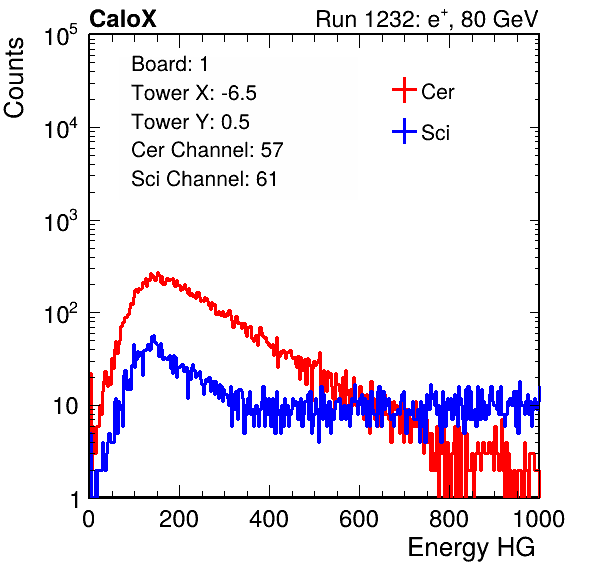 CaloX Run 1232: e⁺, 80 GeV
Counts
10⁵
10⁴
10³
10²
10
1
Board: 1
Tower X: -6.5
Tower Y: 0.5
Cer Channel: 57
Sci Channel: 61
Cer
Sci
0 200 400 600 800 1000
Energy HG